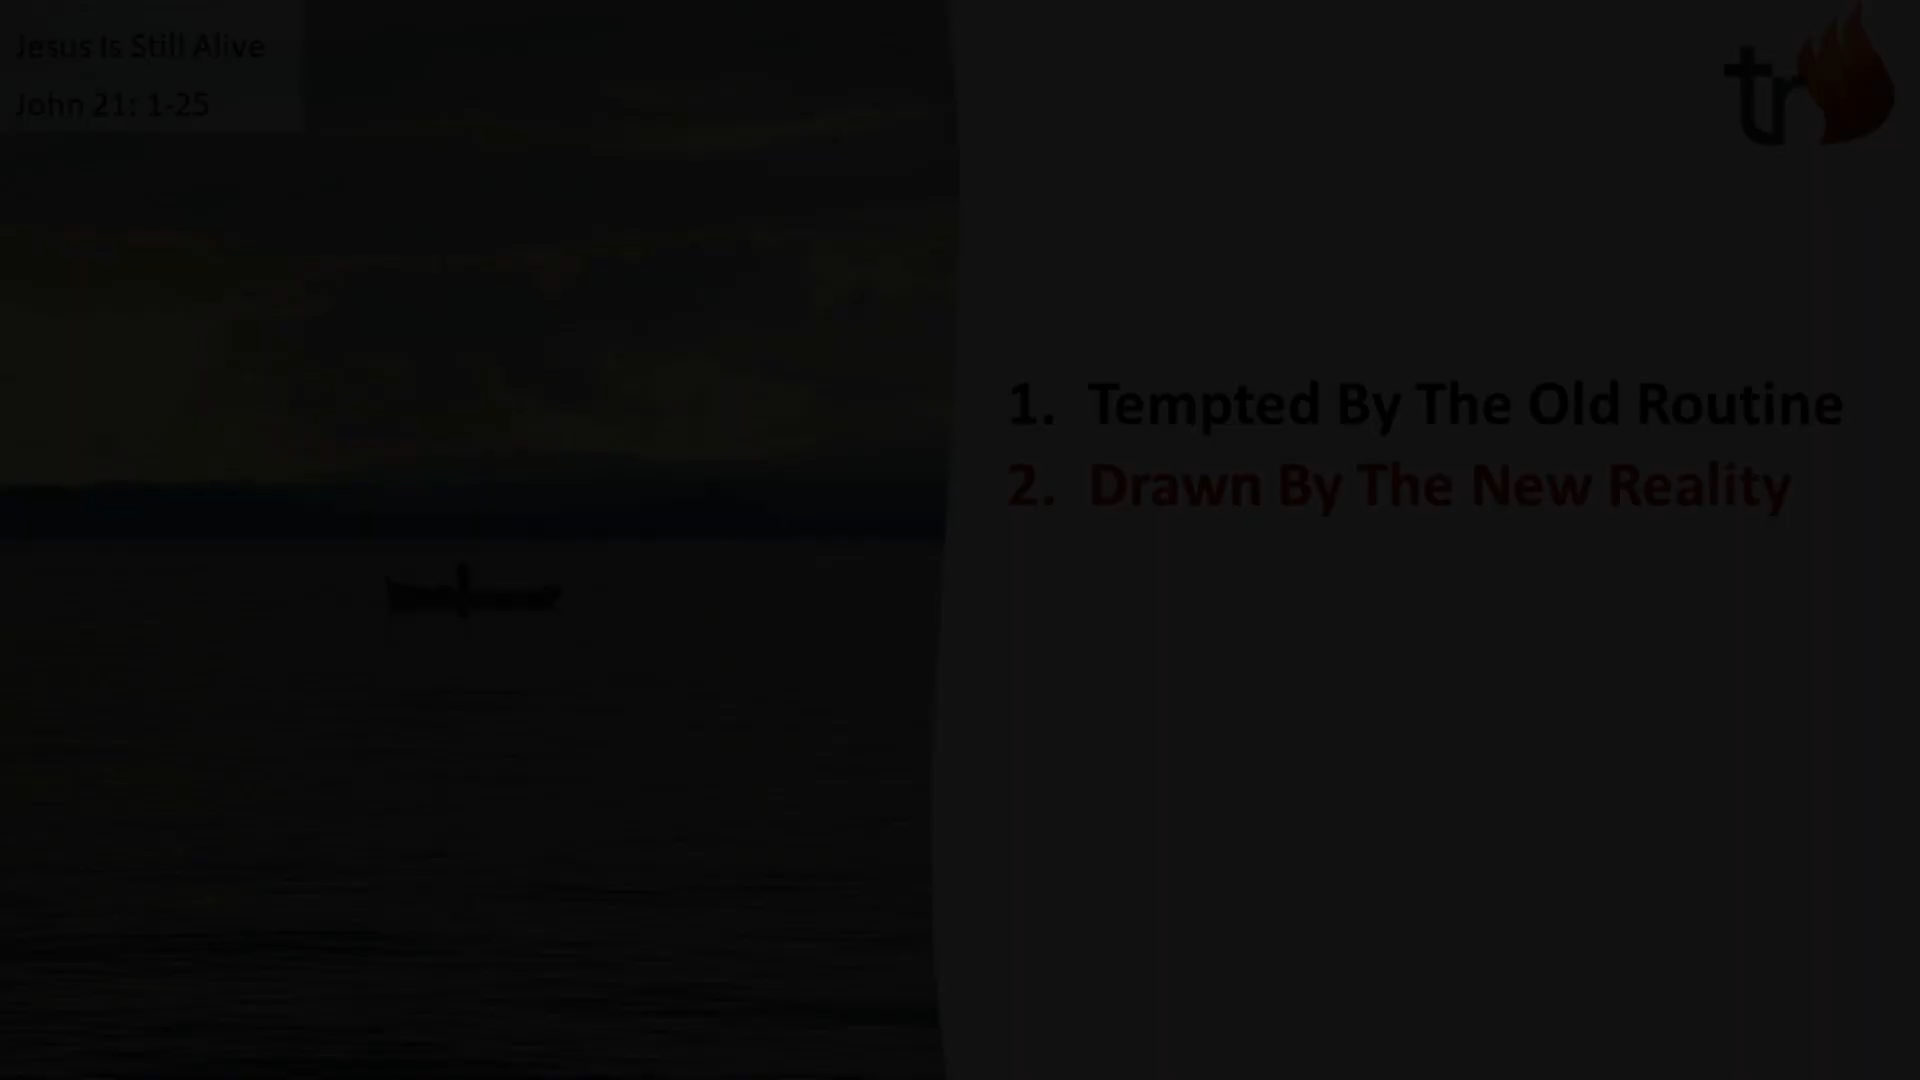 Jesus Is Still Alive
John 21: 1-25
tr
1. Tempted By The Old Routine
2. Drawn By The New Reality